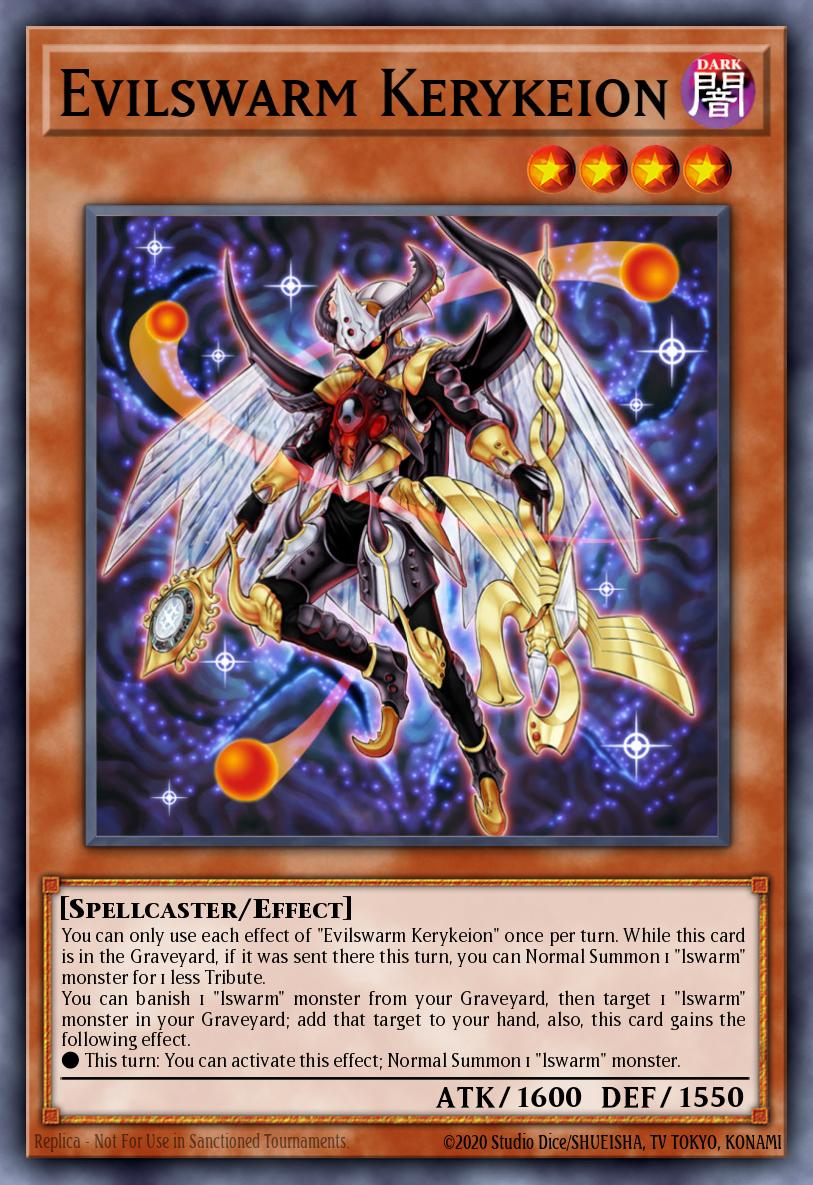 Evilswarm Kerykeion
DARK
闇
[Spellcaster/Effect]
You can only use each effect of "Evilswarm Kerykeion" once per turn. While this card
is in the Graveyard, if it was sent there this turn, you can Normal Summon 1 "lswarm"
monster for 1 less Tribute.
You can banish 1 "lswarm" monster from your Graveyard, then target 1 "lswarm"
monster in your Graveyard; add that target to your hand, also, this card gains the
following effect.
● This turn: You can activate this effect; Normal Summon 1 "lswarm" monster.
ATK/1600 DEF/1550
Replica - Not For Use in Sanctioned Tournaments.
©2020 Studio Dice/SHUEISHA, TV TOKYO, KONAMI